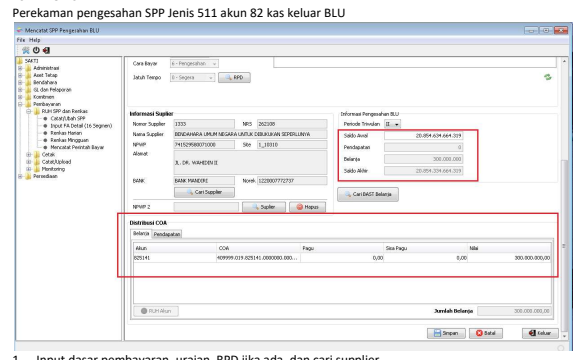 Perekaman pengesahan SPP Jenis 511 akun 82 kas keluar BLU
Mencatat SPP Pengesahan BLU
File Help
SAKTI
Administrasi
Aset Tetap
Bendahara
GL dan Pelaporan
Komitmen
Pembayaran
RUH SPP dan Renkas
Catat/Ubah SPP
Input FA Detail (16 Segmen)
Renkas Harian
Renkas Mingguan
Mencatat Perintah Bayar
Cetak
Catat/Upload
Monitoring
Persediaan
Cara Bayar 6 - Pengesahan
Jatuh Tempo 0 - Segera RPD
Informasi Suplier
Nomor Supplier 1333 NRS 262108
Nama Supplier BENDAHARA UMUM NEGARA UNTUK DIBUKUKAN SEPERLUNYA
NPWP 741529580071000 Site 1_10310
Alamat
JL. DR. WAHIDIN II
BANK BANK MANDIRI Norek 1220007772737
Cari Supplier
NPWP 2 Suplier Hapus
Informasi Pengesahan BLU
Periode Triwulan II
Saldo Awal 20.854.634.664.319
Pendapatan 0
Belanja 300.000.000
Saldo Akhir 20.854.334.664.319
Cari BAST Belanja
Distribusi COA
Belanja Pendapatan
Akun COA Pagu Sisa Pagu Nilai
825141 409999.019.825141.0000000.000... 0,00 0,00 300.000.000,00
RUH Akun Jumlah Belanja 300.000.000,00
Simpan Batal Keluar
1. Input dasar pembayaran, uraian, RPD jika ada, dan cari supplier